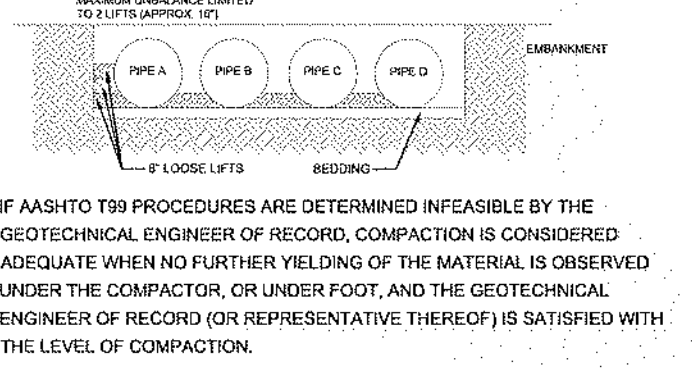 MAXIMUM UNBALANCE LIMITED
TO 2 LIFTS (APPROX. 16")
EMBANKMENT
PIPE A
PIPE B
PIPE C
PIPE D
8" LOOSE LIFTS
BEDDING
IF AASHTO T99 PROCEDURES ARE DETERMINED INFEASIBLE BY THE
GEOTECHNICAL ENGINEER OF RECORD, COMPACTION IS CONSIDERED
ADEQUATE WHEN NO FURTHER YIELDING OF THE MATERIAL IS OBSERVED
UNDER THE COMPACTOR, OR UNDER FOOT, AND THE GEOTECHNICAL
ENGINEER OF RECORD (OR REPRESENTATIVE THEREOF) IS SATISFIED WITH
THE LEVEL OF COMPACTION.